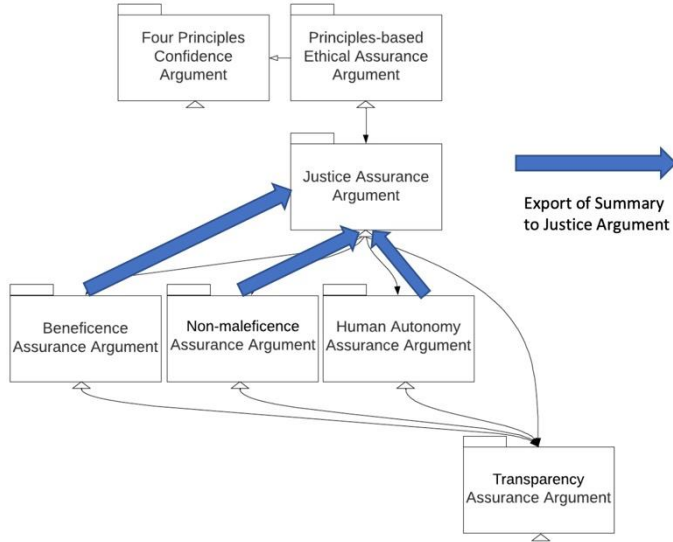 Four Principles
Confidence
Argument
Principles-based
Ethical Assurance
Argument
Justice Assurance
Argument
Export of Summary
to Justice Argument
Beneficence
Assurance Argument
Non-maleficence
Assurance Argument
Human Autonomy
Assurance Argument
Transparency
Assurance Argument